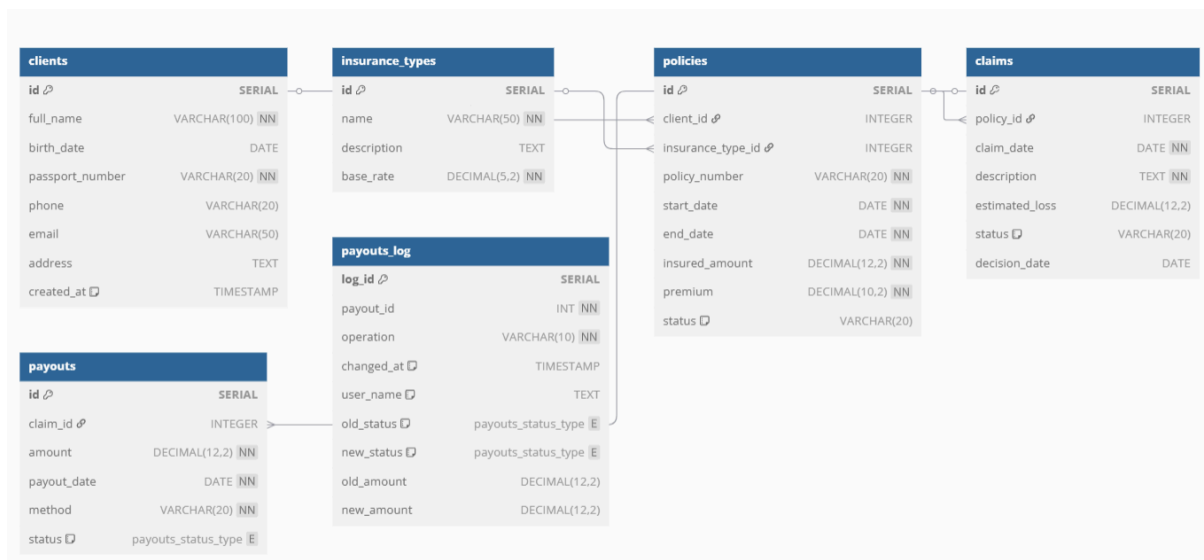 clients
id SERIAL
full_name VARCHAR(100) NN
birth_date DATE
passport_number VARCHAR(20) NN
phone VARCHAR(20)
email VARCHAR(50)
address TEXT
created_at TIMESTAMP
insurance_types
id SERIAL
name VARCHAR(50) NN
description TEXT
base_rate DECIMAL(5,2) NN
policies
id SERIAL
client_id INTEGER
insurance_type_id INTEGER
policy_number VARCHAR(20) NN
start_date DATE NN
end_date DATE NN
insured_amount DECIMAL(12,2) NN
premium DECIMAL(10,2) NN
status VARCHAR(20)
claims
id SERIAL
policy_id INTEGER
claim_date DATE NN
description TEXT NN
estimated_loss DECIMAL(12,2)
status VARCHAR(20)
decision_date DATE
payouts_log
log_id SERIAL
payout_id INT NN
operation VARCHAR(10) NN
changed_at TIMESTAMP
user_name TEXT
old_status payouts_status_type E
new_status payouts_status_type E
old_amount DECIMAL(12,2)
new_amount DECIMAL(12,2)
payouts
id SERIAL
claim_id INTEGER
amount DECIMAL(12,2) NN
payout_date DATE NN
method VARCHAR(20) NN
status payouts_status_type E